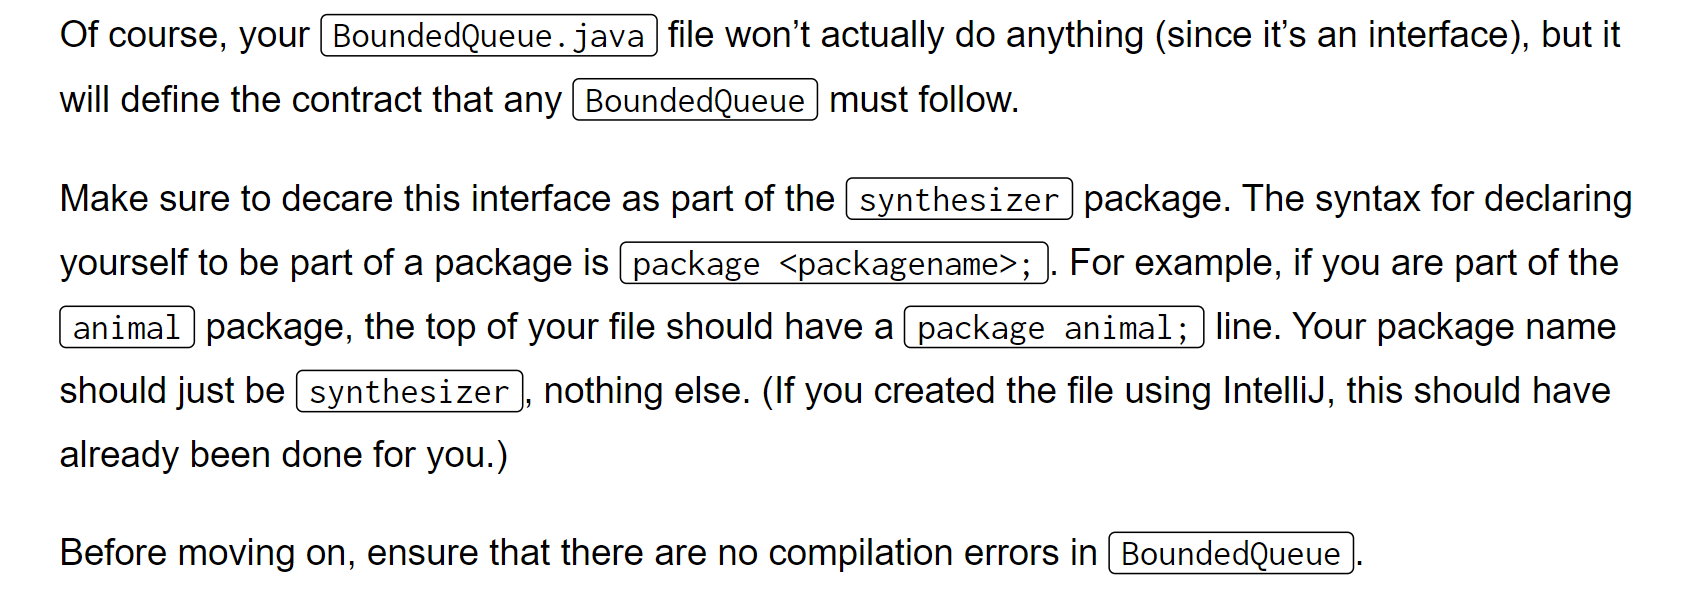 Of course, your BoundedQueue.java file won’t actually do anything (since it’s an interface), but it
will define the contract that any BoundedQueue must follow.
Make sure to decare this interface as part of the synthesizer package. The syntax for declaring
yourself to be part of a package is package <packagename>;. For example, if you are part of the
animal package, the top of your file should have a package animal; line. Your package name
should just be synthesizer, nothing else. (If you created the file using IntelliJ, this should have
already been done for you.)
Before moving on, ensure that there are no compilation errors in BoundedQueue.